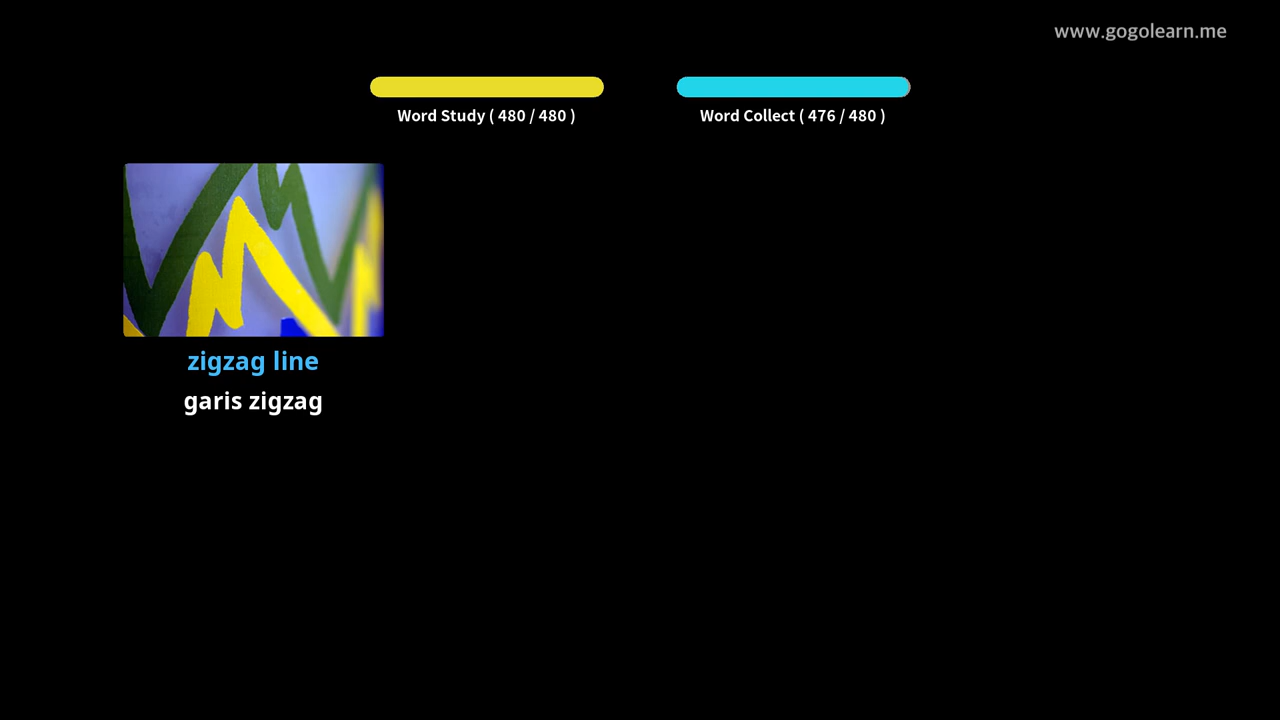 www.gogolearn.me
Word Study ( 480 / 480 )
Word Collect ( 476 / 480 )
zigzag line
garis zigzag